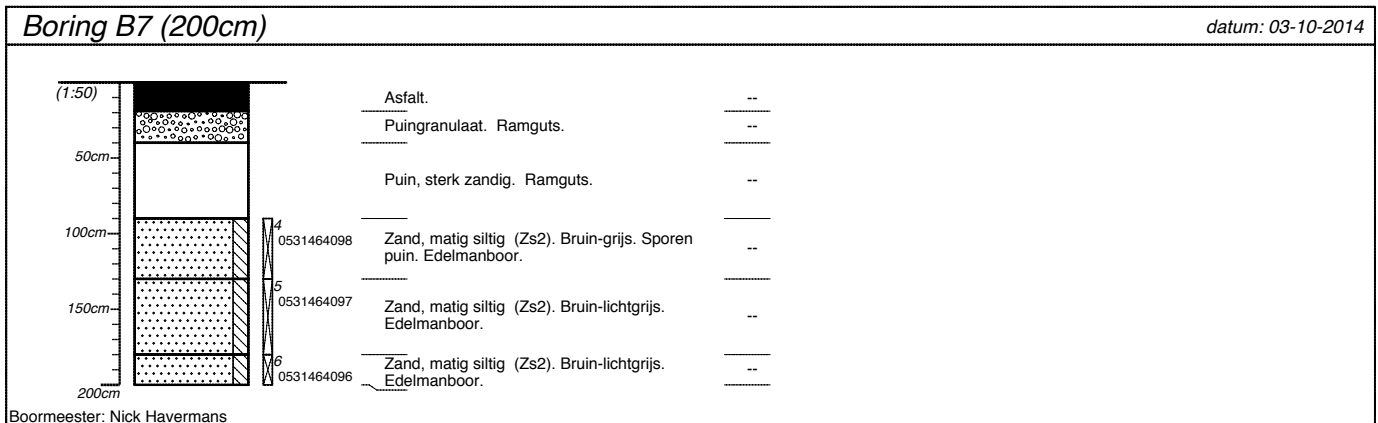 Boring B7 (200cm)
datum: 03-10-2014
(1:50)
Asfalt.
--
Puingranulaat. Ramguts.
--
50cm
Puin, sterk zandig. Ramguts.
--
100cm
4
0531464098
Zand, matig siltig (Zs2). Bruin-grijs. Sporen
puin. Edelmanboor.
--
5
0531464097
150cm
Zand, matig siltig (Zs2). Bruin-lichtgrijs.
Edelmanboor.
--
6
0531464096
Zand, matig siltig (Zs2). Bruin-lichtgrijs.
Edelmanboor.
--
200cm
Boormeester: Nick Havermans